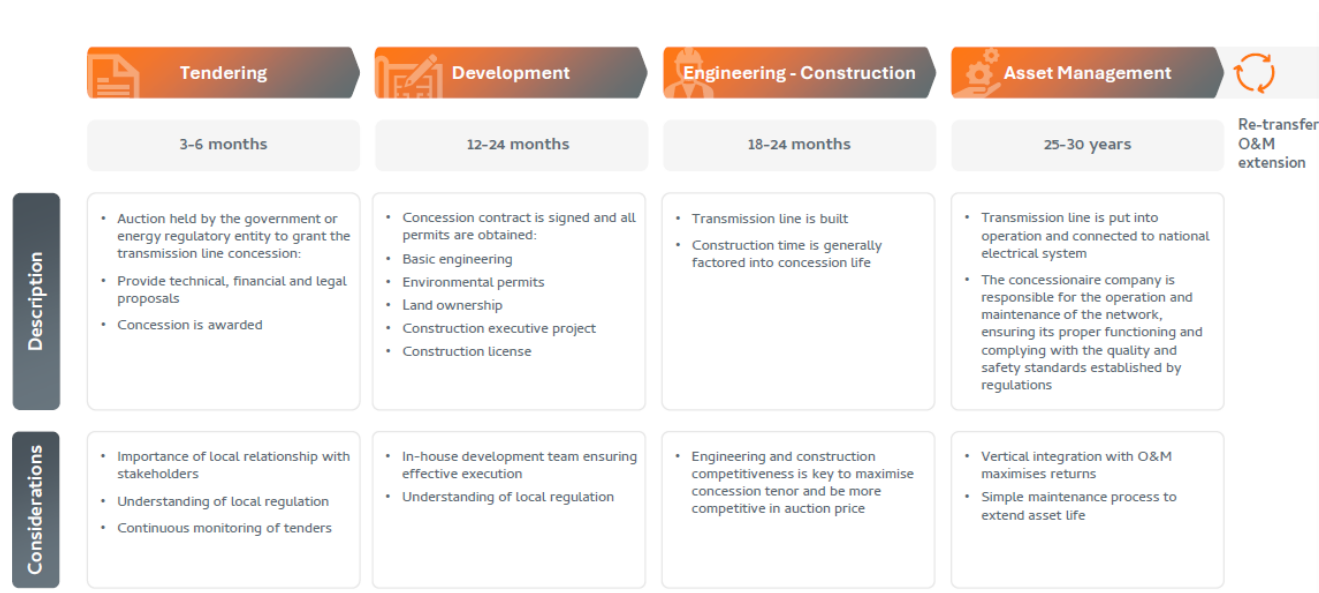 Tendering
Development
Engineering - Construction
Asset Management
3-6 months
12-24 months
18-24 months
25-30 years
Re-transfer
O&M
extension
Description
• Auction held by the government or
energy regulatory entity to grant the
transmission line concession:
• Provide technical, financial and legal
proposals
• Concession is awarded
• Concession contract is signed and all
permits are obtained:
• Basic engineering
• Environmental permits
• Land ownership
• Construction executive project
• Construction license
• Transmission line is built
• Construction time is generally
factored into concession life
• Transmission line is put into
operation and connected to national
electrical system
• The concessionaire company is
responsible for the operation and
maintenance of the network,
ensuring its proper functioning and
complying with the quality and
safety standards established by
regulations
Considerations
• Importance of local relationship with
stakeholders
• Understanding of local regulation
• Continuous monitoring of tenders
• In-house development team ensuring
effective execution
• Understanding of local regulation
• Engineering and construction
competitiveness is key to maximise
concession tenor and be more
competitive in auction price
• Vertical integration with O&M
maximises returns
• Simple maintenance process to
extend asset life